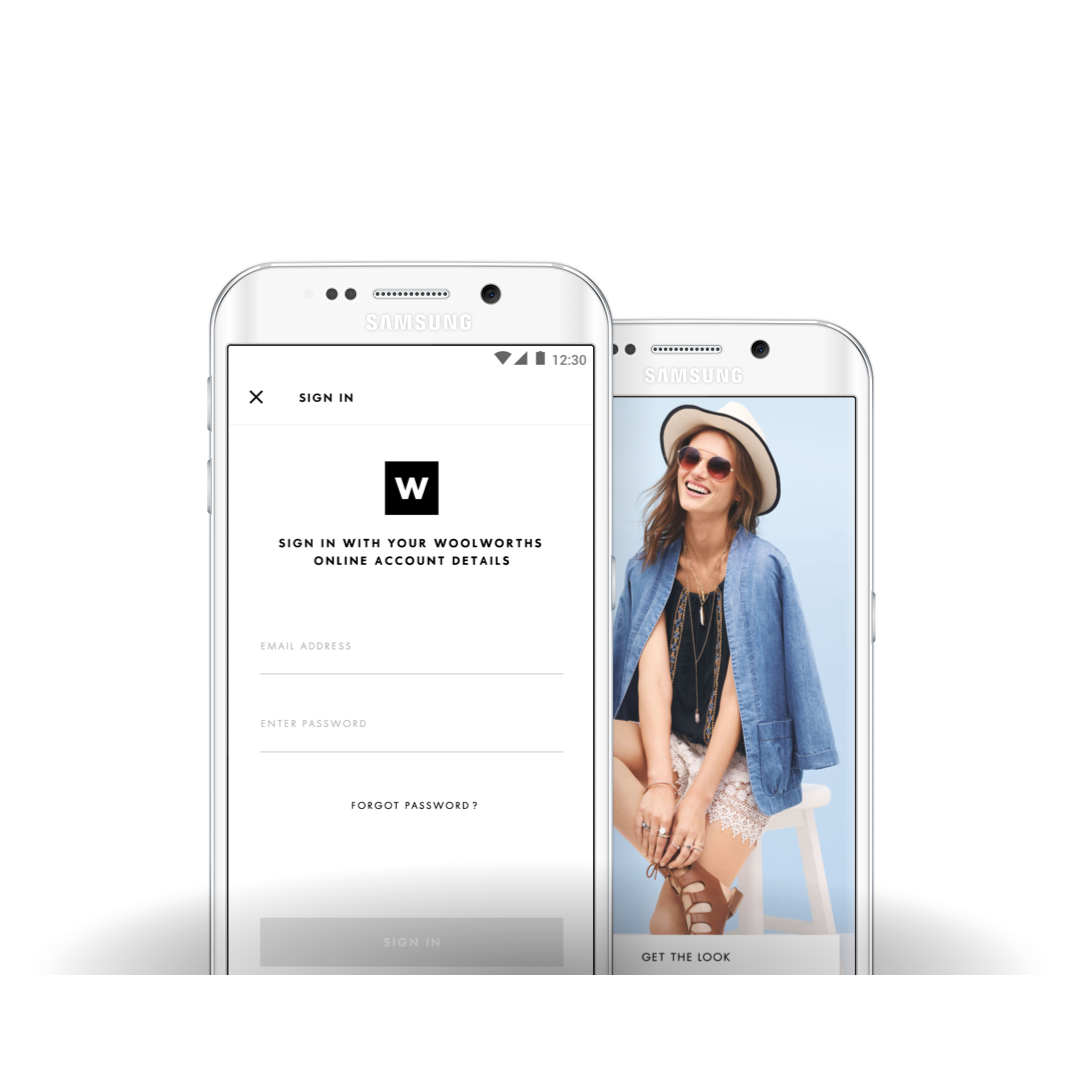 SAMSUNG
12:30
SIGN IN
W
SIGN IN WITH YOUR WOOLWORTHS
ONLINE ACCOUNT DETAILS
EMAIL ADDRESS
ENTER PASSWORD
FORGOT PASSWORD?
SIGN IN
SAMSUNG
GET THE LOOK